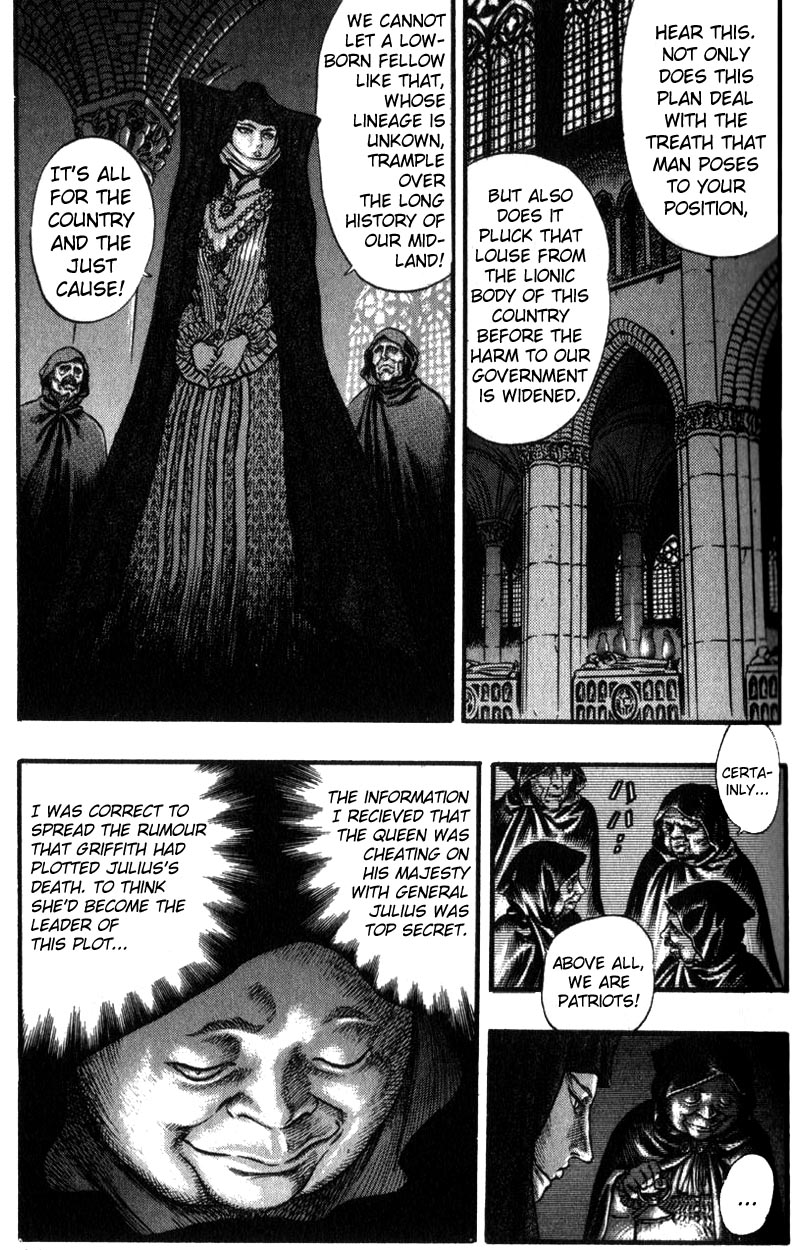 HEAR THIS.
NOT ONLY
DOES THIS
PLAN DEAL
WITH THE
TREATH THAT
MAN POSES
TO YOUR
POSITION,
BUT ALSO
DOES IT
PLUCK THAT
LOUSE FROM
THE LIONIC
BODY OF THIS
COUNTRY
BEFORE THE
HARM TO OUR
GOVERNMENT
IS WIDENED.
WE CANNOT
LET A LOW-
BORN FELLOW
LIKE THAT,
WHOSE
LINEAGE IS
UNKOWN,
TRAMPLE
OVER
THE LONG
HISTORY OF
OUR MID-
LAND!
IT'S ALL
FOR THE
COUNTRY
AND THE
JUST
CAUSE!
CERTA-
INLY...
ABOVE ALL,
WE ARE
PATRIOTS!
...
THE INFORMATION
I RECIEVED THAT
THE QUEEN WAS
CHEATING ON
HIS MAJESTY
WITH GENERAL
JULIUS WAS
TOP SECRET.
I WAS CORRECT TO
SPREAD THE RUMOUR
THAT GRIFFITH HAD
PLOTTED JULIUS'S
DEATH. TO THINK
SHE'D BECOME THE
LEADER OF
THIS PLOT...